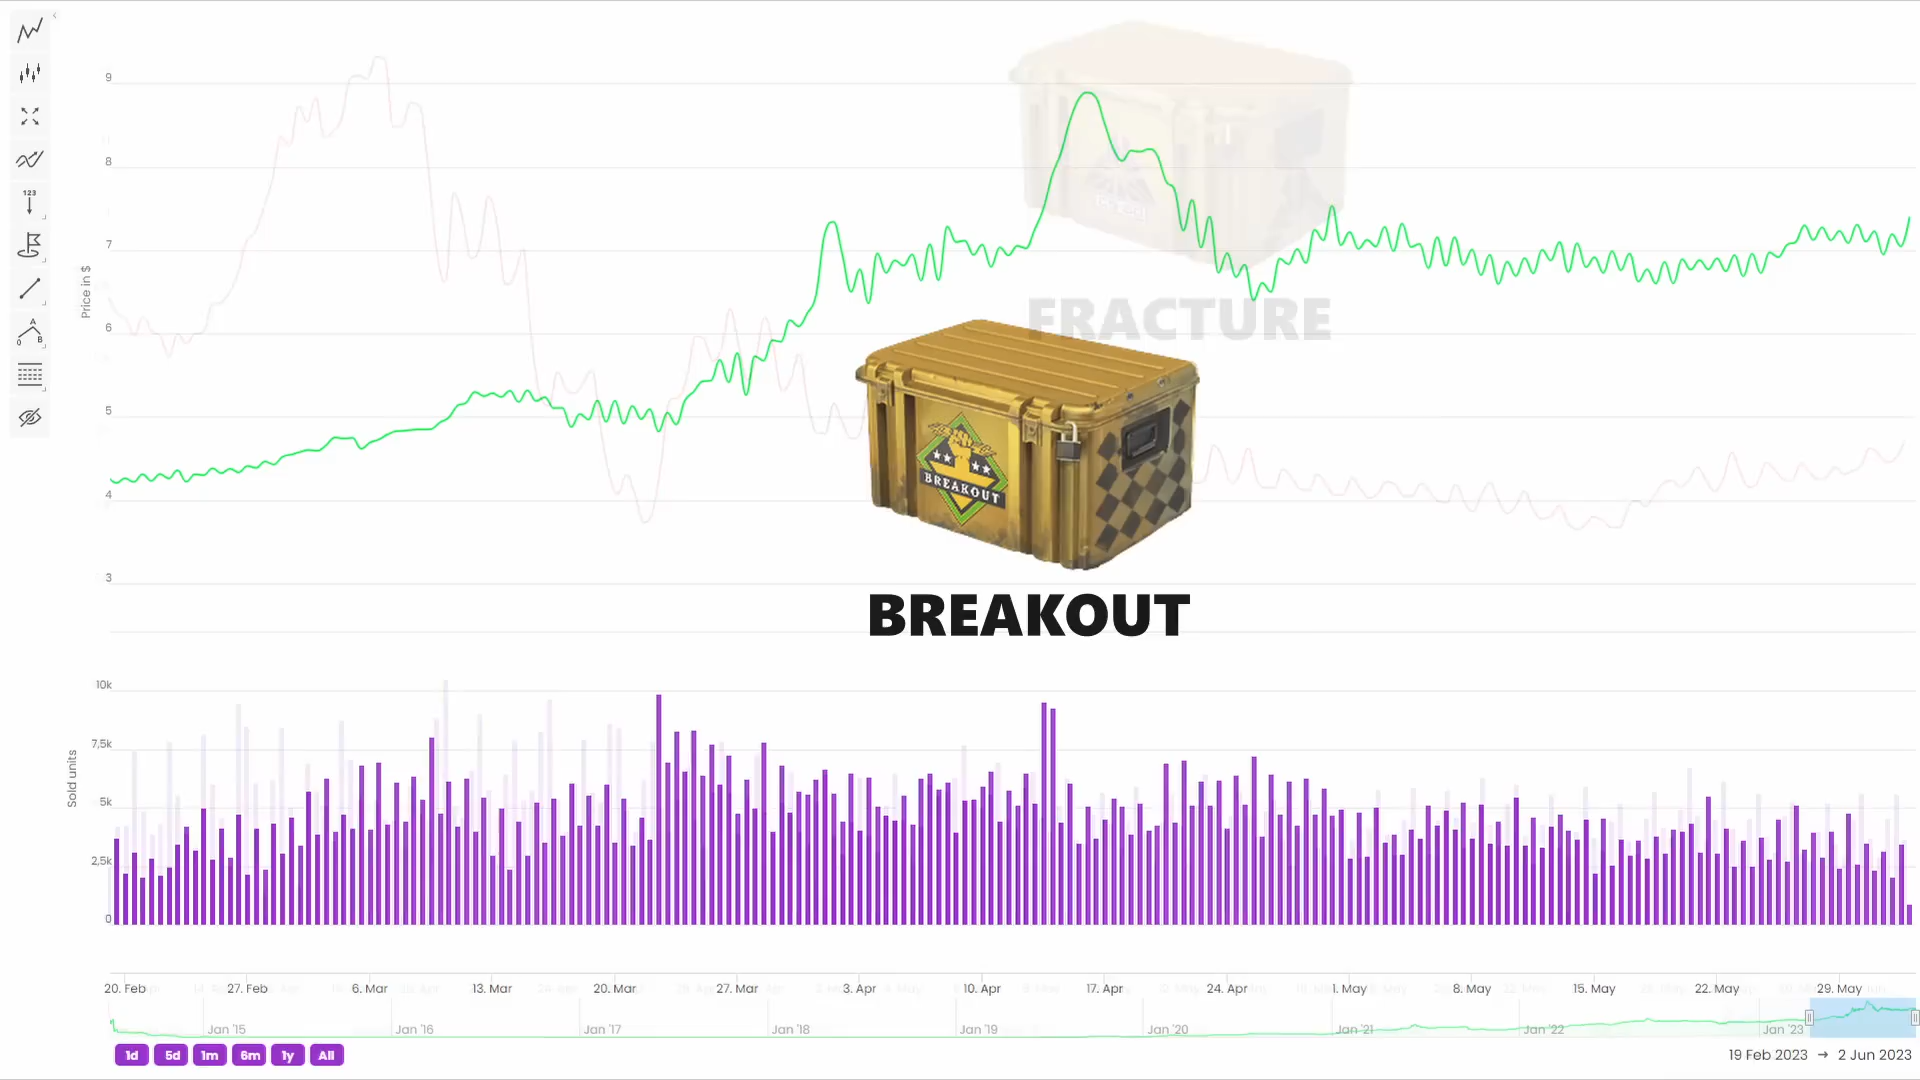 123
A
0 B
9
8
7
6
5
4
3
Price in $
FRACTURE
BREAKOUT
BREAKOUT
10k
7,5k
5k
2,5k
0
Sold units
20. Feb 27. Feb 6. Mar 13. Mar 20. Mar 27. Mar 3. Apr 10. Apr 17. Apr 24. Apr 1. May 8. May 15. May 22. May 29. May
Jan '15 Jan '16 Jan '17 Jan '18 Jan '19 Jan '20 Jan '21 Jan '22 Jan '23
1d 5d 1m 6m 1y All
19 Feb 2023 → 2 Jun 2023